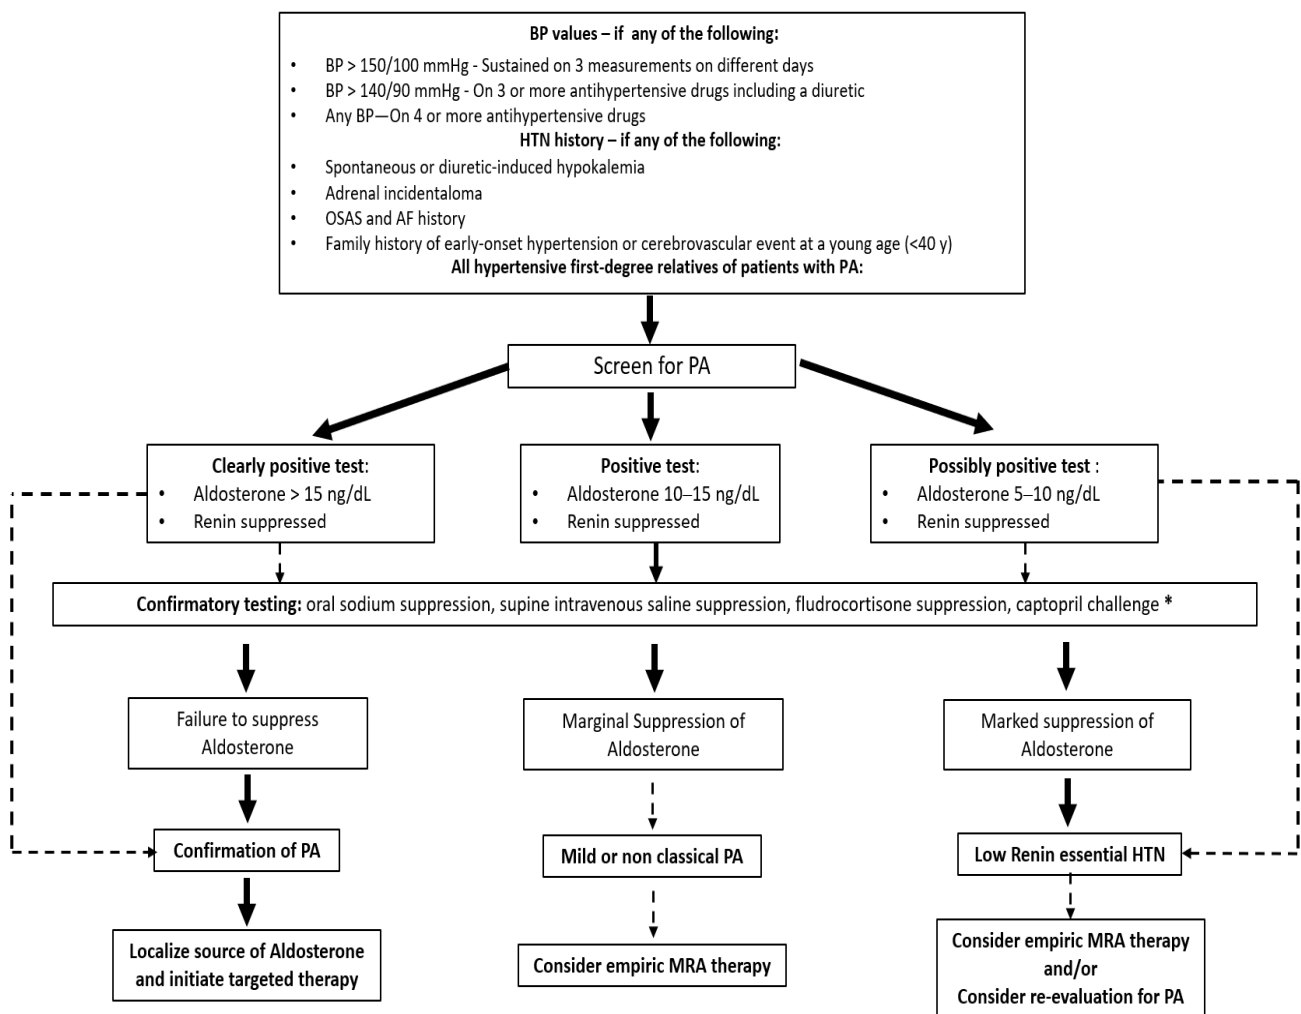 BP values – if any of the following:
• BP > 150/100 mmHg - Sustained on 3 measurements on different days
• BP > 140/90 mmHg - On 3 or more antihypertensive drugs including a diuretic
• Any BP—On 4 or more antihypertensive drugs
HTN history – if any of the following:
• Spontaneous or diuretic-induced hypokalemia
• Adrenal incidentaloma
• OSAS and AF history
• Family history of early-onset hypertension or cerebrovascular event at a young age (<40 y)
All hypertensive first-degree relatives of patients with PA:
Screen for PA
Clearly positive test:
• Aldosterone > 15 ng/dL
• Renin suppressed
Positive test:
• Aldosterone 10–15 ng/dL
• Renin suppressed
Possibly positive test :
• Aldosterone 5–10 ng/dL
• Renin suppressed
Confirmatory testing: oral sodium suppression, supine intravenous saline suppression, fludrocortisone suppression, captopril challenge *
Failure to suppress
Aldosterone
Marginal Suppression of
Aldosterone
Marked suppression of
Aldosterone
Confirmation of PA
Mild or non classical PA
Low Renin essential HTN
Localize source of Aldosterone
and initiate targeted therapy
Consider empiric MRA therapy
Consider empiric MRA therapy
and/or
Consider re-evaluation for PA